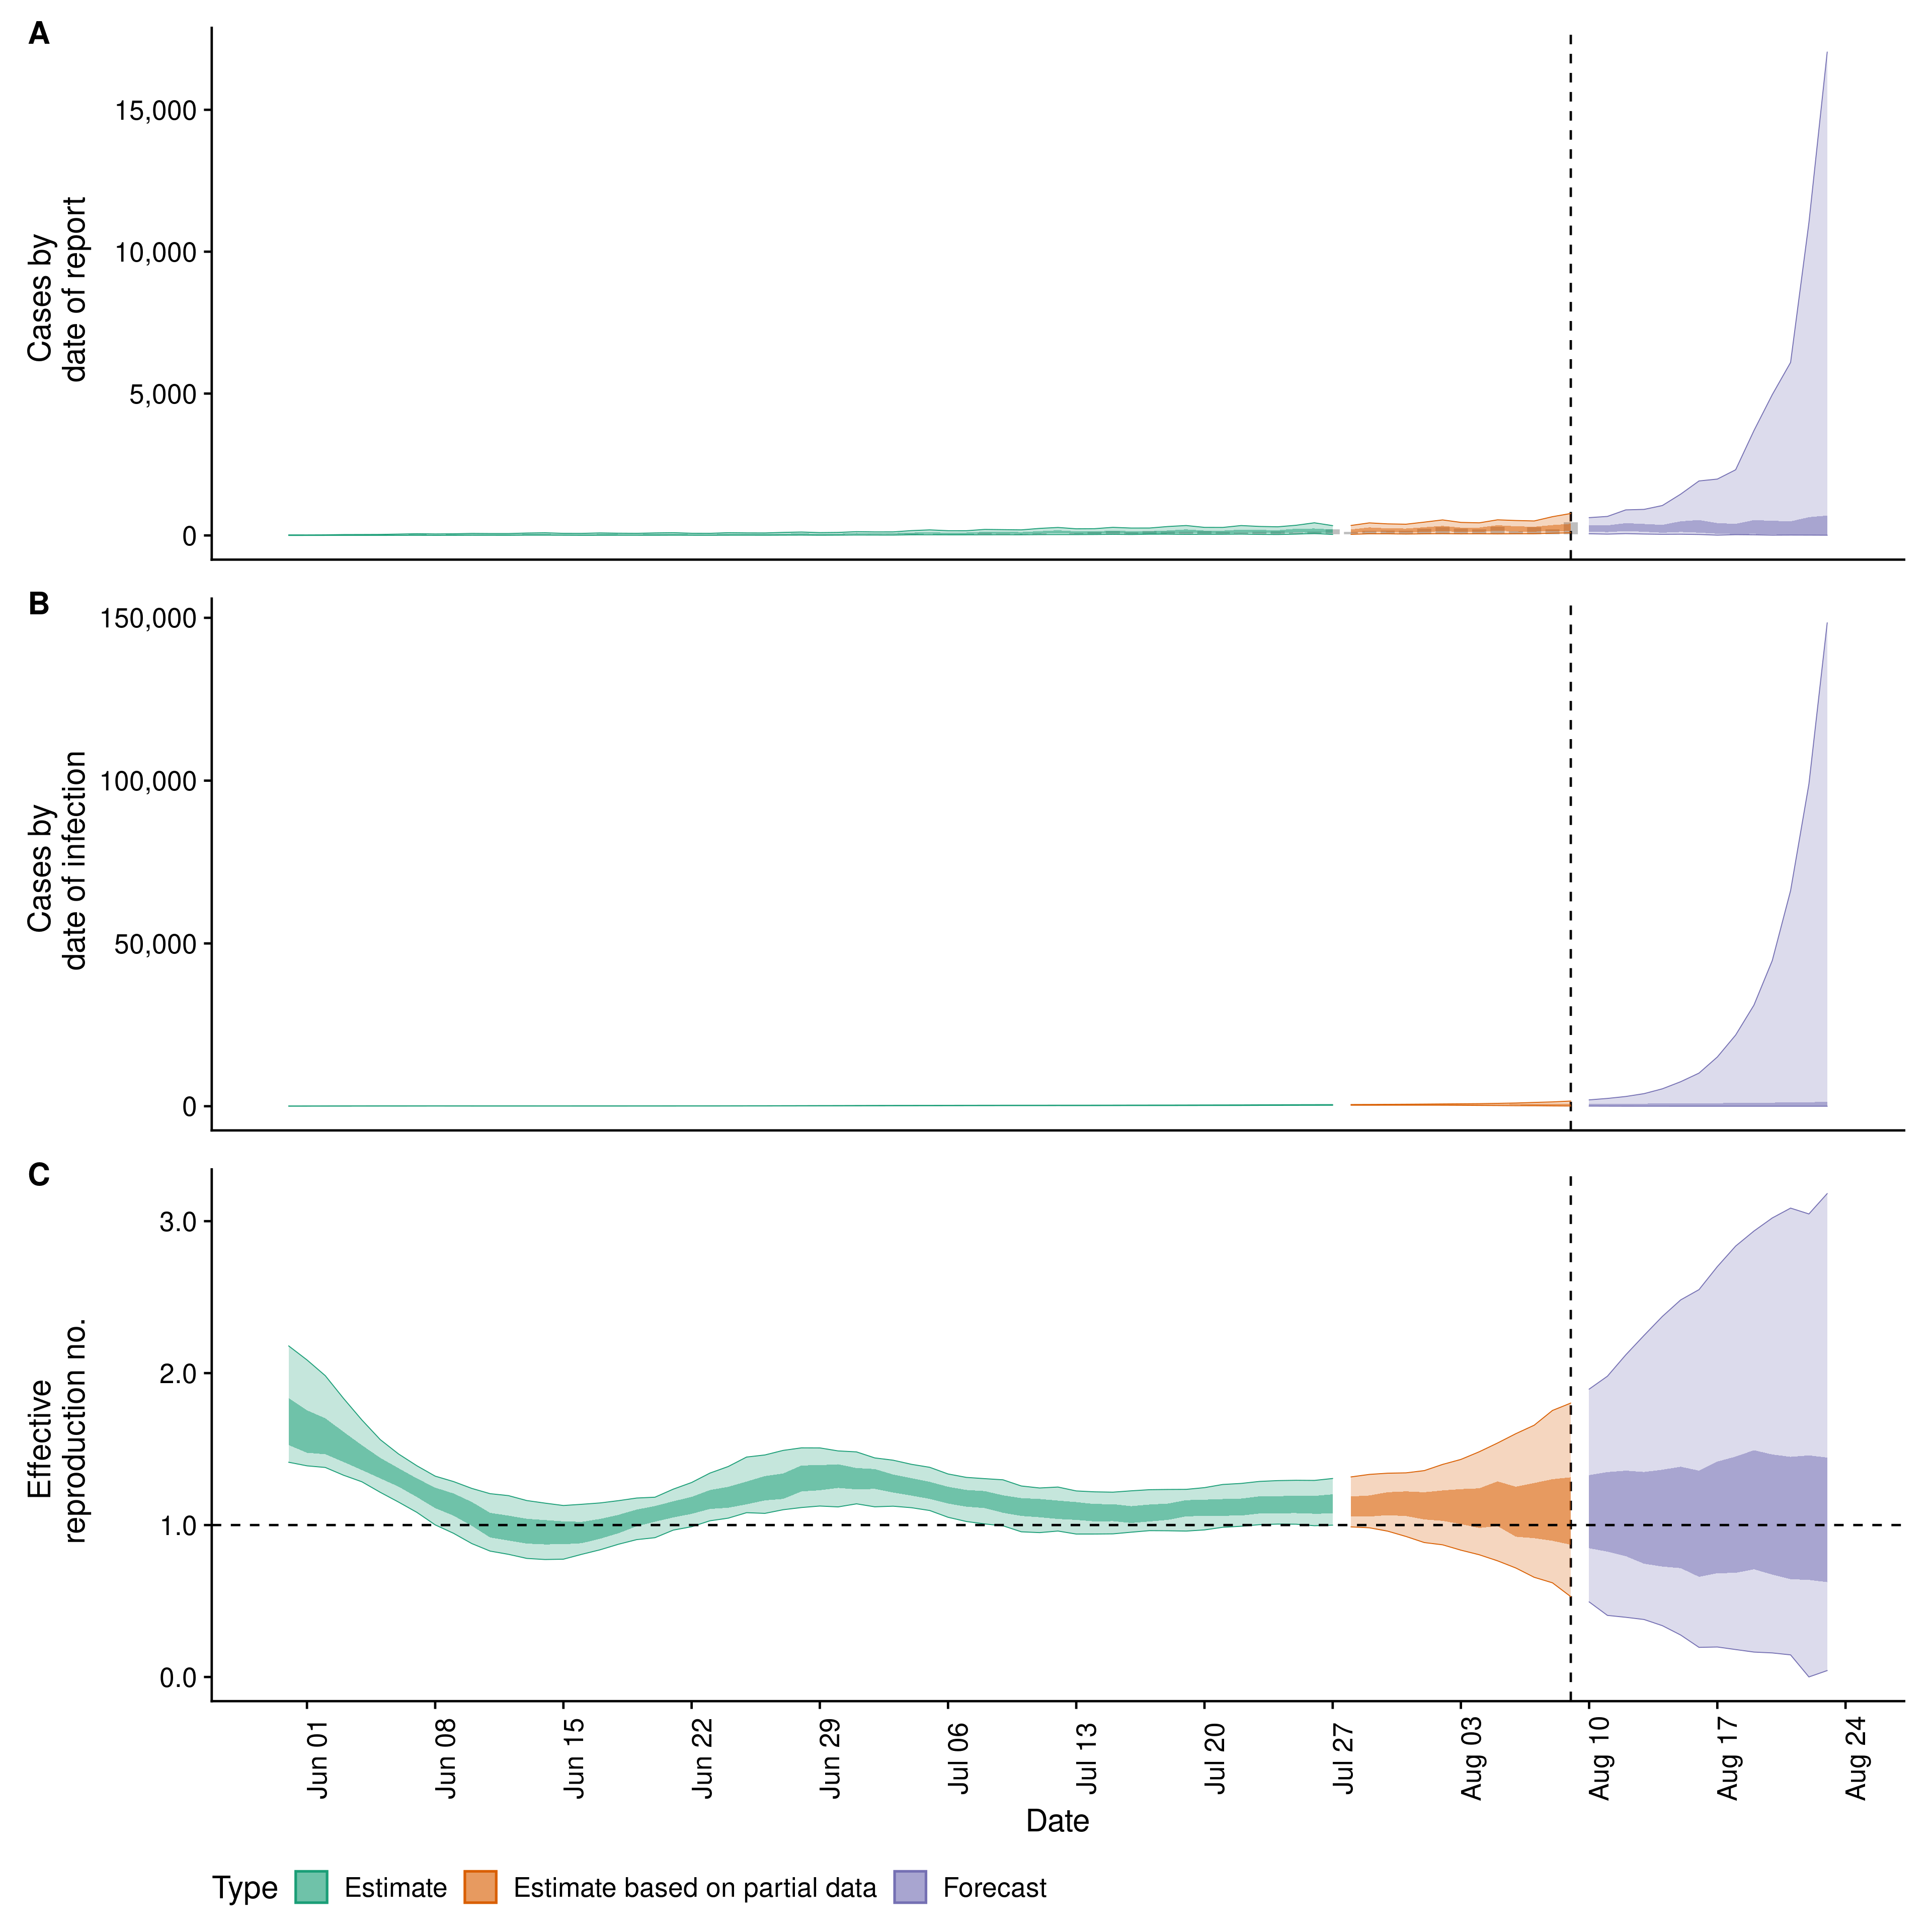 A
15,000
10,000
5,000
0
Cases by
date of report
B
150,000
100,000
50,000
0
Cases by
date of infection
C
3.0
2.0
1.0
0.0
Effective
reproduction no.
Jun 01
Jun 08
Jun 15
Jun 22
Jun 29
Jul 06
Jul 13
Jul 20
Jul 27
Aug 03
Aug 10
Aug 17
Aug 24
Date
Type Estimate Estimate based on partial data Forecast